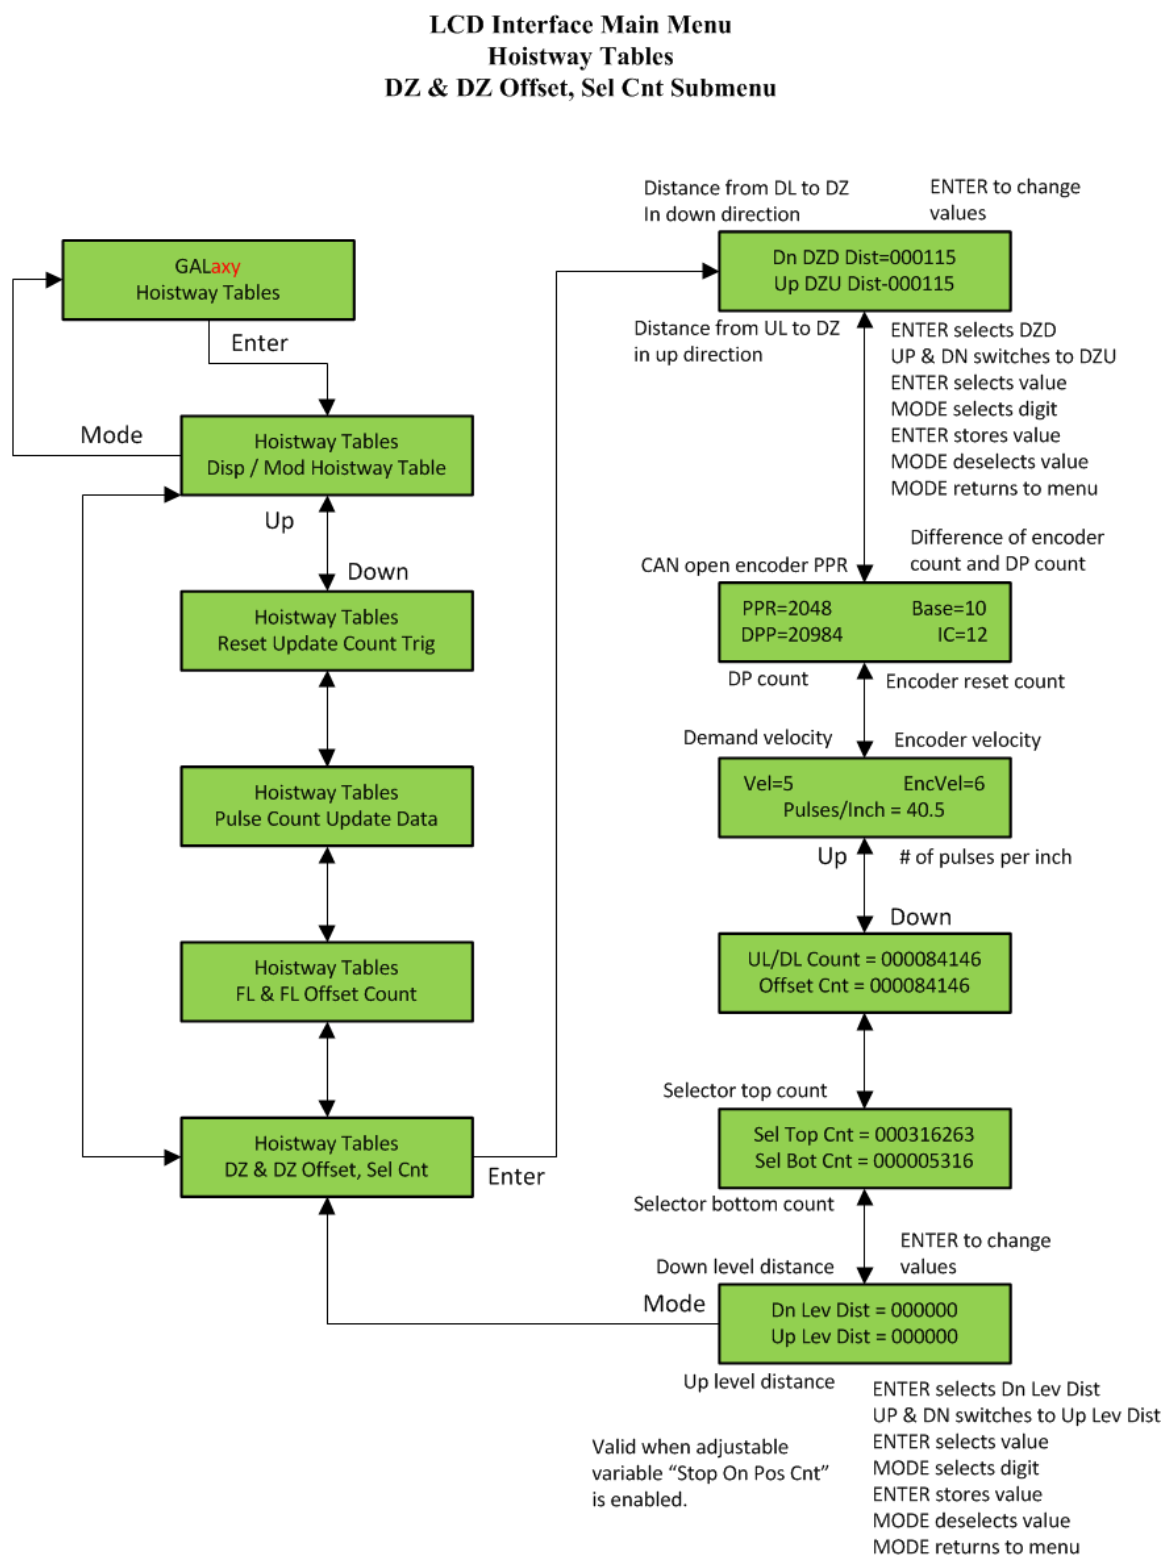 LCD Interface Main Menu
Hoistway Tables
DZ & DZ Offset, Sel Cnt Submenu
GALaxy
Hoistway Tables
Enter
Mode
Hoistway Tables
Disp / Mod Hoistway Table
Up
Down
Hoistway Tables
Reset Update Count Trig
Hoistway Tables
Pulse Count Update Data
Hoistway Tables
FL & FL Offset Count
Hoistway Tables
DZ & DZ Offset, Sel Cnt
Enter
Distance from DL to DZ
In down direction
ENTER to change
values
Dn DZD Dist=000115
Up DZU Dist-000115
Distance from UL to DZ
in up direction
ENTER selects DZD
UP & DN switches to DZU
ENTER selects value
MODE selects digit
ENTER stores value
MODE deselects value
MODE returns to menu
CAN open encoder PPR
Difference of encoder
count and DP count
PPR=2048 Base=10
DPP=20984 IC=12
DP count
Encoder reset count
Demand velocity
Encoder velocity
Vel=5 EncVel=6
Pulses/Inch = 40.5
Up
# of pulses per inch
Down
UL/DL Count = 000084146
Offset Cnt = 000084146
Selector top count
Sel Top Cnt = 000316263
Sel Bot Cnt = 000005316
Selector bottom count
ENTER to change
values
Down level distance
Mode
Dn Lev Dist = 000000
Up Lev Dist = 000000
Up level distance
ENTER selects Dn Lev Dist
UP & DN switches to Up Lev Dist
ENTER selects value
MODE selects digit
ENTER stores value
MODE deselects value
MODE returns to menu
Valid when adjustable
variable “Stop On Pos Cnt”
is enabled.